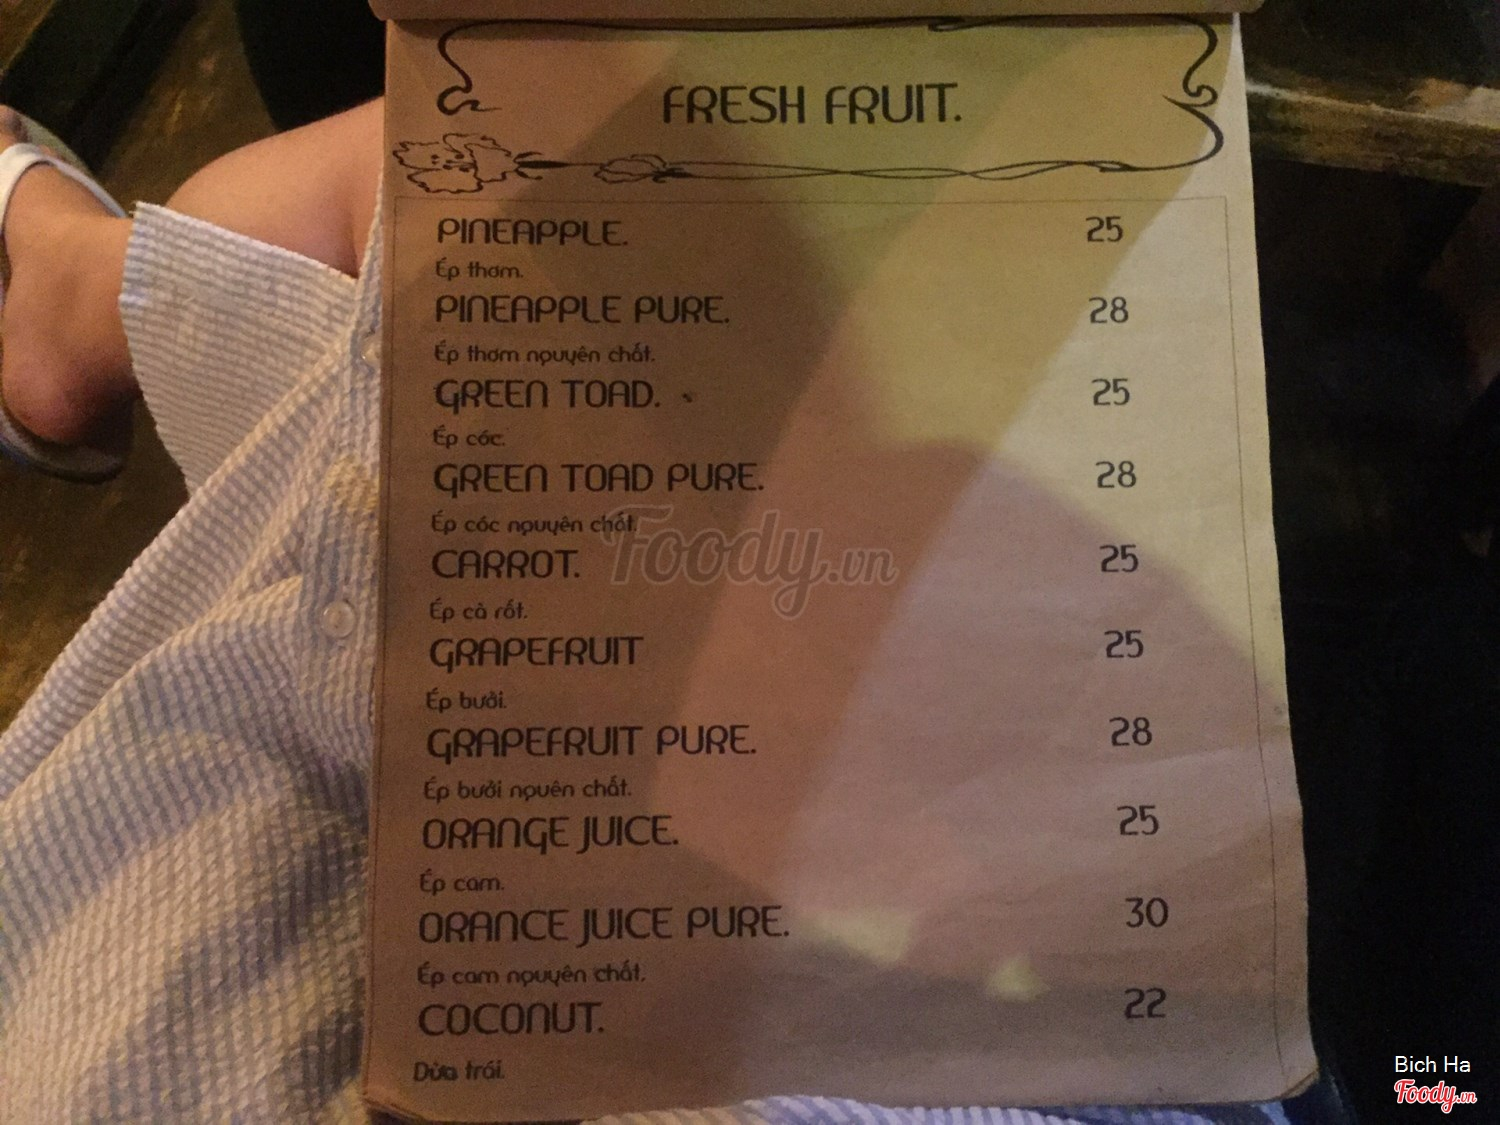 FRESH FRUIT.
PINEAPPLE. 25
Ép thơm.
PINEAPPLE PURE. 28
Ép thơm nguyên chất.
GREEN TOAD. 25
Ép cóc.
GREEN TOAD PURE. 28
Ép cóc nguyên chất.
CARROT. 25
Ép cà rốt.
GRAPEFRUIT 25
Ép bưởi.
GRAPEFRUIT PURE. 28
Ép bưởi nguên chất.
ORANGE JUICE. 25
Ép cam.
ORANCE JUICE PURE. 30
Ép cam nguyên chất.
COCONUT. 22
Dừa trái.
Foody.vn
Bich Ha
Foody.vn